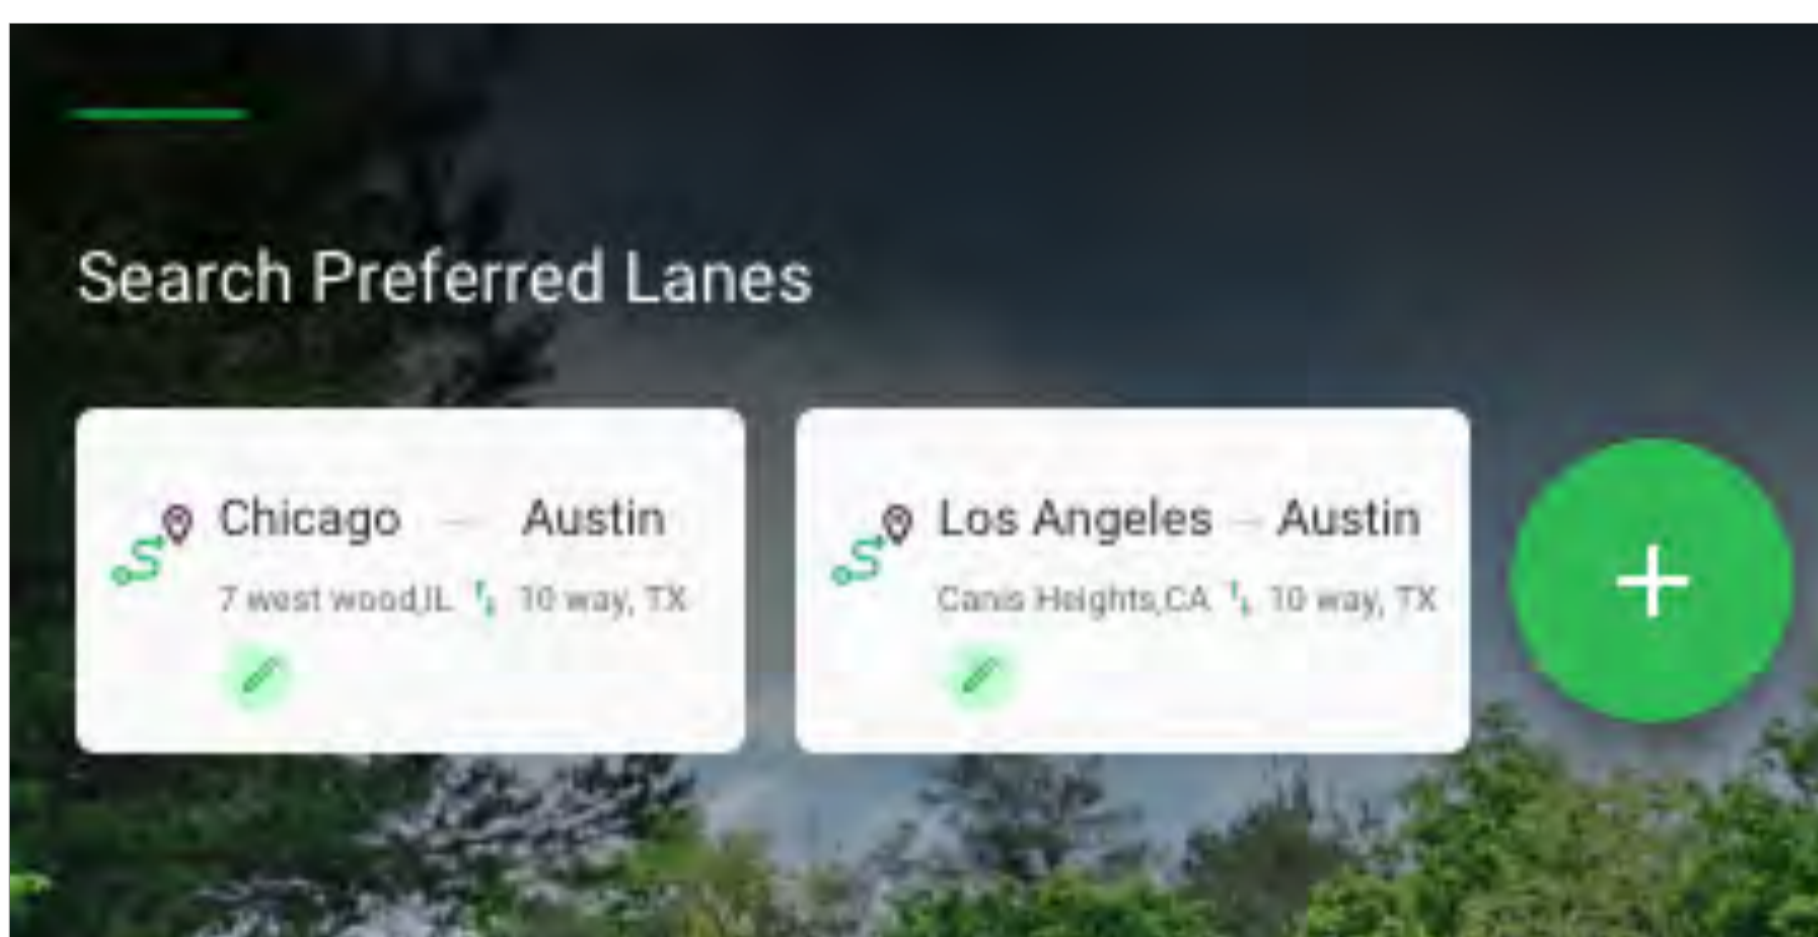 Search Preferred Lanes
Chicago — Austin
7 west wood,IL 10 way, TX
Los Angeles — Austin
Canis Heights,CA 10 way, TX